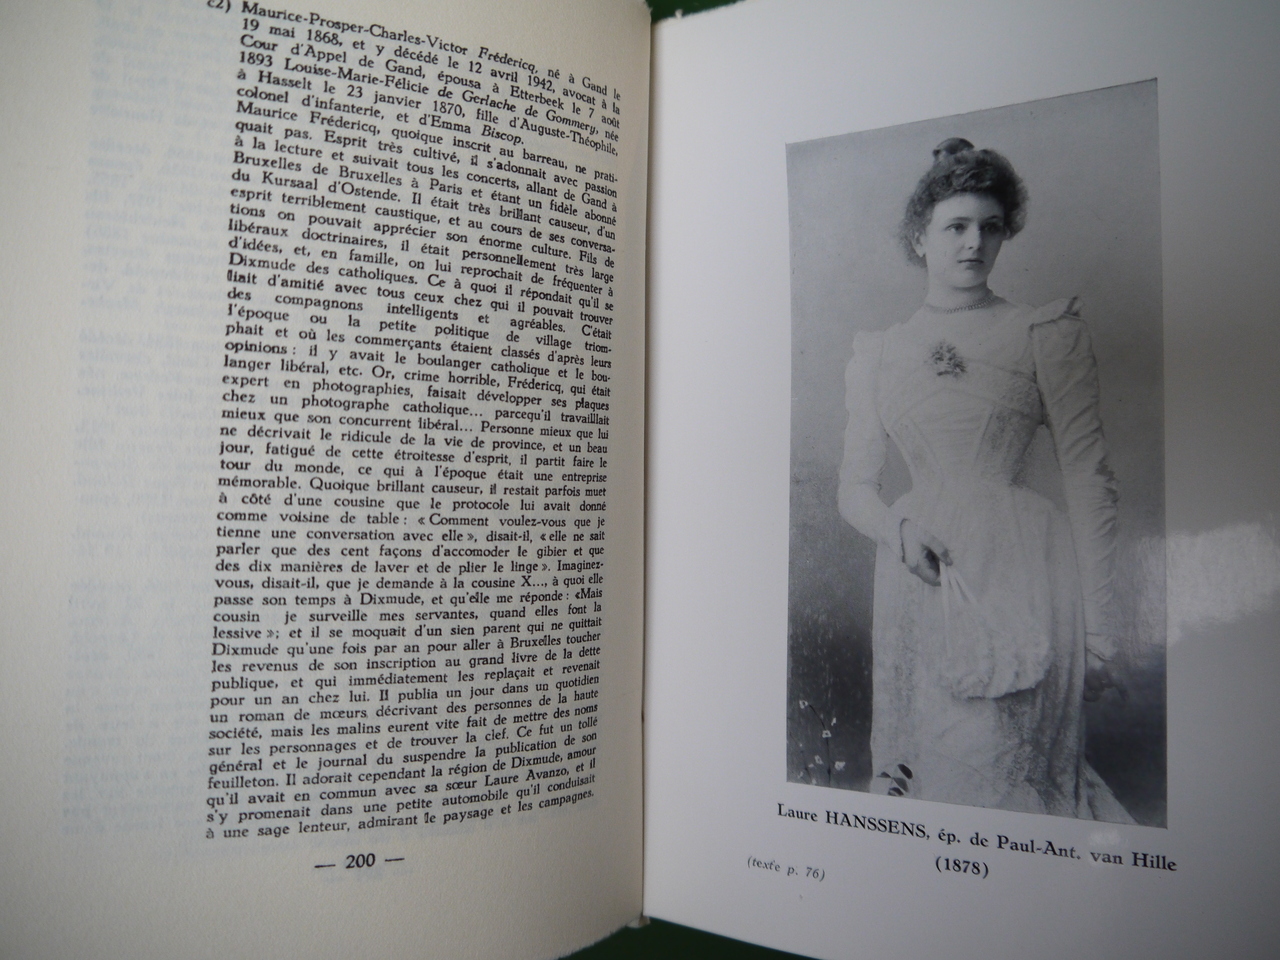 c2) Maurice-Prosper-Charles-Victor Frédericq, né à Gand le
19 mai 1868, et y décédé le 12 avril 1942, avocat à la
Cour d'Appel de Gand, épousa à Etterbeek le 7 août
1893 Louise-Marie-Félicie de Gerlache de Gommery, née
à Hasselt le 23 janvier 1870, fille d'Auguste-Théophile,
colonel d'infanterie, et d'Emma Biscop.
Maurice Frédericq, quoique inscrit au barreau, ne prati-
quait pas. Esprit très cultivé, il s'adonnait avec passion
à la lecture et suivait tous les concerts, allant de Gand à
Bruxelles de Bruxelles à Paris et étant un fidèle abonné
du Kursaal d'Ostende. Il était très brillant causeur, d'un
esprit terriblement caustique, et au cours de ses conversa-
tions on pouvait apprécier son énorme culture. Fils de
libéraux doctrinaires, il était personnellement très large
d'idées, et, en famille, on lui reprochait de fréquenter à
Dixmude des catholiques. Ce à quoi il répondait qu'il se
liait d'amitié avec tous ceux chez qui il pouvait trouver
des compagnons intelligents et agréables. C'était
l'époque ou la petite politique de village triom-
phait et où les commerçants étaient classés d'après leurs
opinions : il y avait le boulanger catholique et le bou-
langer libéral, etc. Or, crime horrible, Frédericq, qui était
expert en photographies, faisait développer ses plaques
chez un photographe catholique... parcequ'il travaillait
mieux que son concurrent libéral... Personne mieux que lui
ne décrivait le ridicule de la vie de province, et un beau
jour, fatigué de cette étroitesse d'esprit, il partit faire le
tour du monde, ce qui à l'époque était une entreprise
mémorable. Quoique brillant causeur, il restait parfois muet
à côté d'une cousine que le protocole lui avait donné
comme voisine de table : « Comment voulez-vous que je
tienne une conversation avec elle », disait-il, « elle ne sait
parler que des cent façons d'accomoder le gibier et que
des dix manières de laver et de plier le linge ». Imaginez-
vous, disait-il, que je demande à la cousine X..., à quoi elle
passe son temps à Dixmude, et qu'elle me réponde : «Mais
cousin je surveille mes servantes, quand elles font la
lessive »; et il se moquait d'un sien parent qui ne quittait
Dixmude qu'une fois par an pour aller à Bruxelles toucher
les revenus de son inscription au grand livre de la dette
publique, et qui immédiatement les replaçait et revenait
pour un an chez lui. Il publia un jour dans un quotidien
un roman de mœurs décrivant des personnes de la haute
société, mais les malins eurent vite fait de mettre des noms
sur les personnages et de trouver la clef. Ce fut un tollé
général et le journal du suspendre la publication de son
feuilleton. Il adorait cependant la région de Dixmude, amour
qu'il avait en commun avec sa sœur Laure Avanzo, et il
s'y promenait dans une petite automobile qu'il conduisait
à une sage lenteur, admirant le paysage et les campagnes.
— 200 —
Laure HANSSENS, ép. de Paul-Ant. van Hille
(1878)
(texte p. 76)